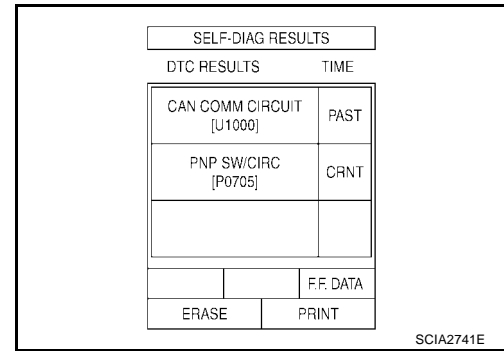 SELF-DIAG RESULTS
DTC RESULTS TIME
CAN COMM CIRCUIT
[U1000]
PAST
PNP SW/CIRC
[P0705]
CRNT
F.F. DATA
ERASE PRINT
SCIA2741E